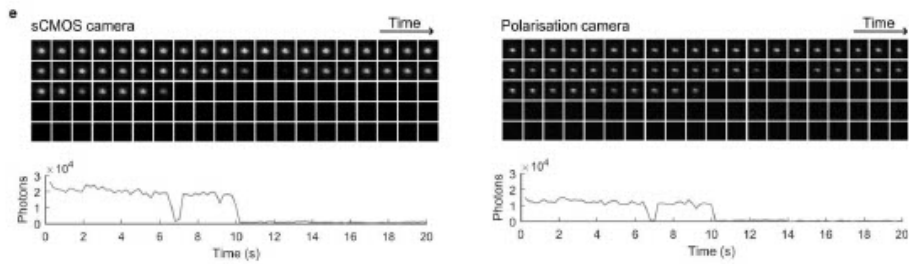 e
sCMOS camera
Time
Polarisation camera
Time
× 10⁴
3
2
1
0
Photons
0 2 4 6 8 10 12 14 16 18 20
Time (s)
× 10⁴
3
2
1
0
Photons
0 2 4 6 8 10 12 14 16 18 20
Time (s)